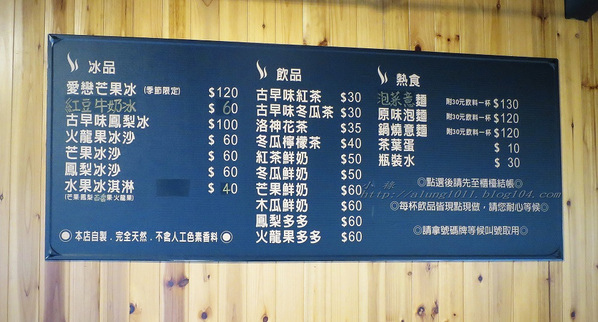 冰品
愛戀芒果冰 (季節限定) $120
紅豆牛奶冰 $ 60
古早味鳳梨冰 $100
火龍果冰沙 $ 60
芒果冰沙 $ 60
鳳梨冰沙 $ 60
水果冰淇淋 $ 40
◎本店自製．完全天然．不含人工色素香料◎
飲品
古早味紅茶 $30
古早味冬瓜茶 $30
洛神花茶 $35
冬瓜檸檬茶 $40
紅茶鮮奶 $50
冬瓜鮮奶 $50
芒果鮮奶 $60
木瓜鮮奶 $60
鳳梨多多 $60
火龍果多多 $60
熱食
泡菜意麵 附30元飲料一杯 $130
原味泡麵 附30元飲料一杯 $120
鍋燒意麵 附30元飲料一杯 $120
茶葉蛋 $ 10
瓶裝水 $ 30
◎點選後請先至櫃檯結帳◎
◎每杯飲品皆現點現做，請您耐心等候◎
◎請拿號碼牌等候叫號取用◎
http://alung1011.blog104.com/